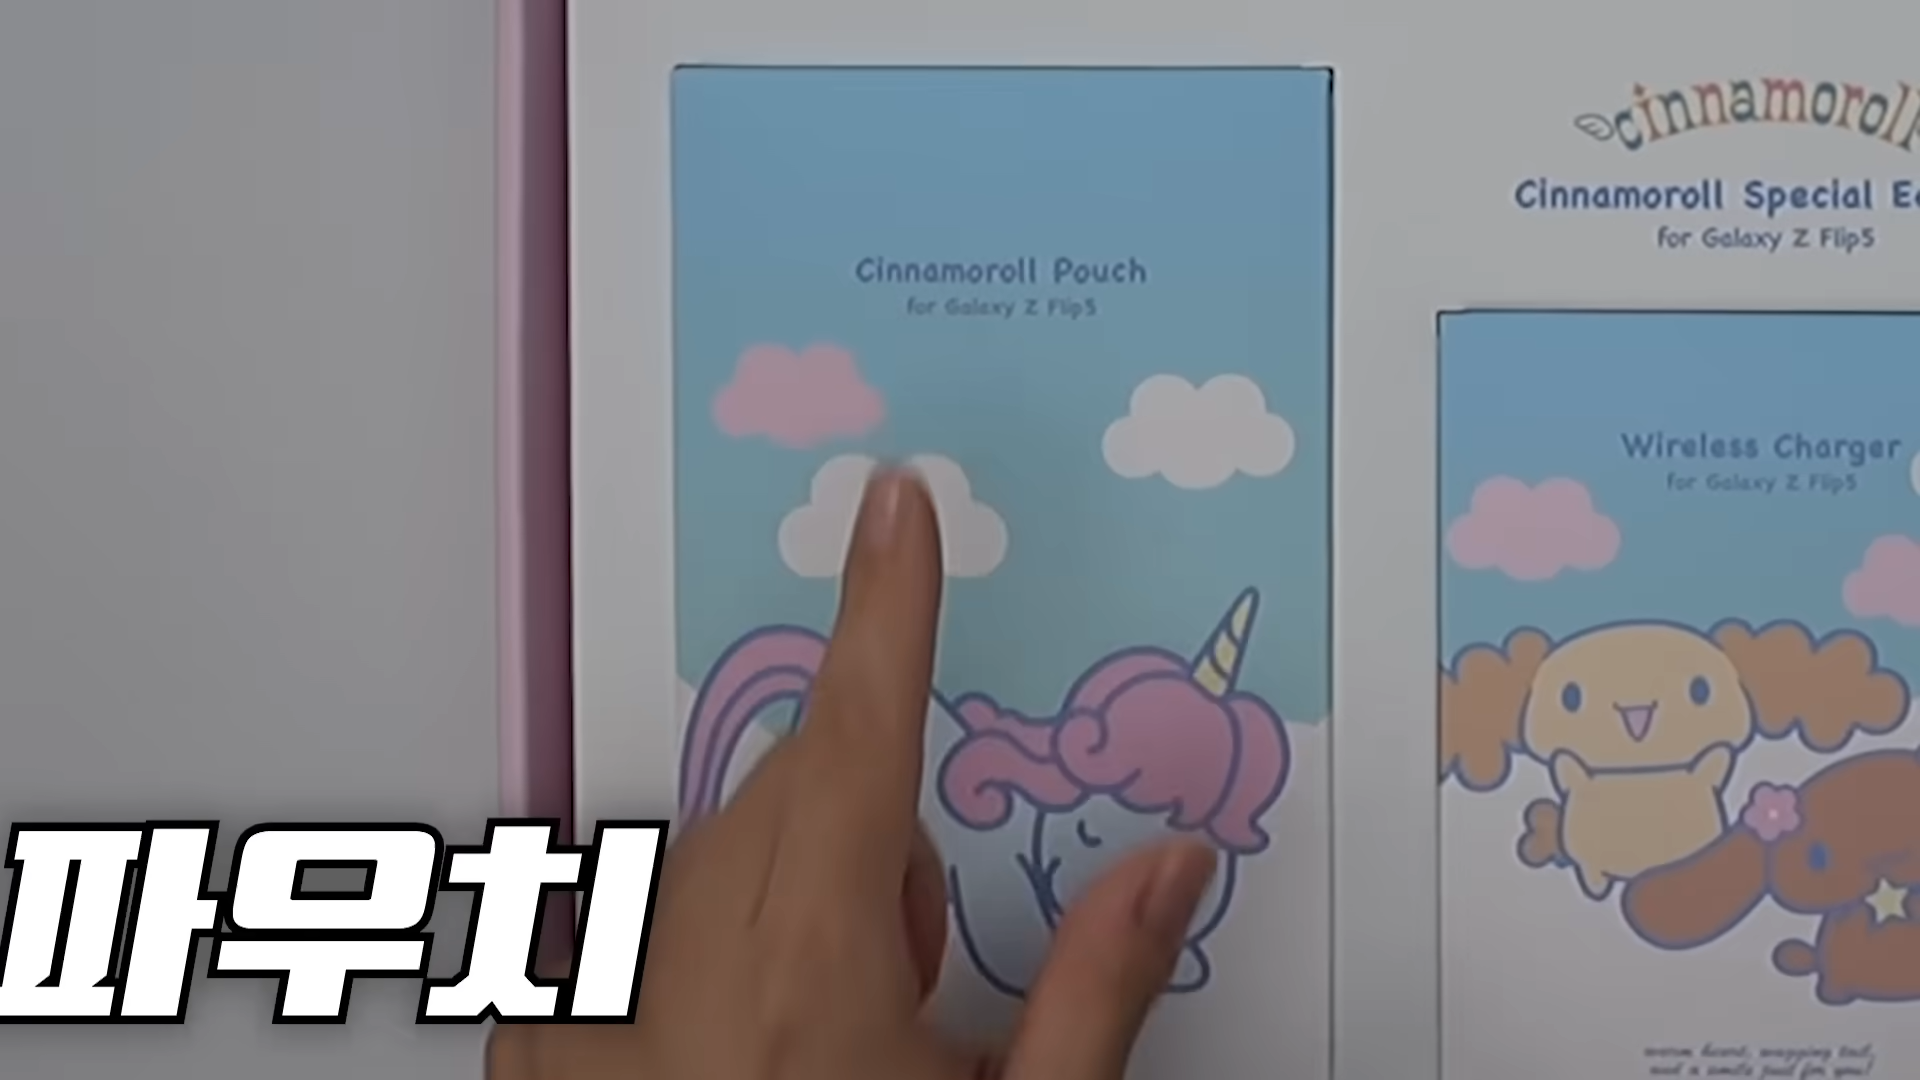 Cinnamoroll Pouch
for Galaxy Z Flip5
cinnamoroll
Cinnamoroll Special
for Galaxy Z Flip5
Wireless Charger
for Galaxy Z Flip5
파우치